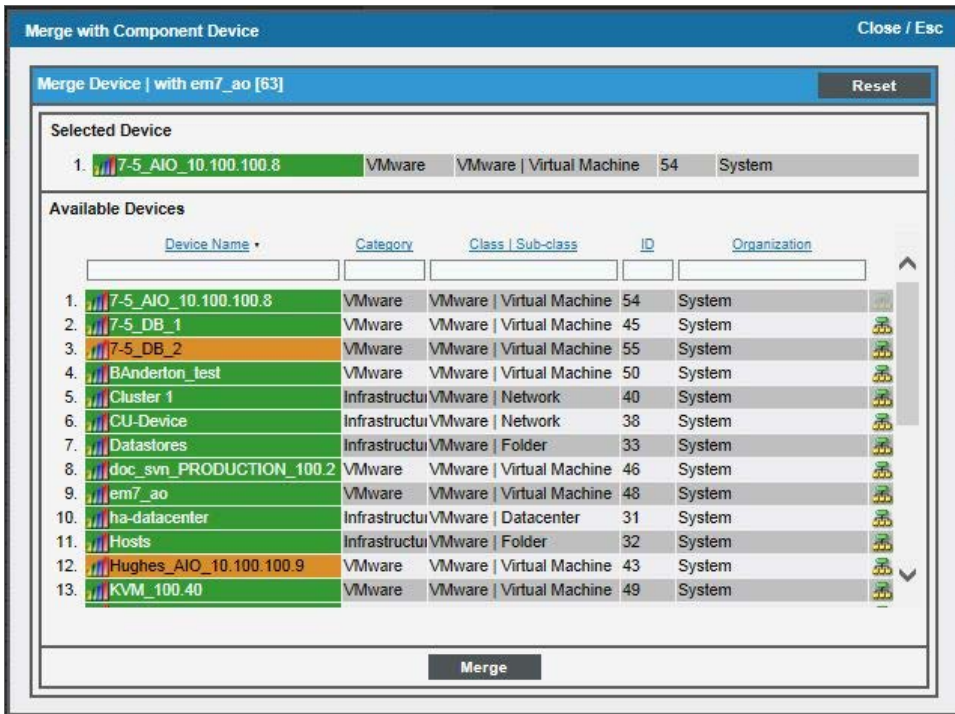 Merge with Component Device Close / Esc
Merge Device | with em7_ao [63] Reset
Selected Device
1. 7-5_AIO_10.100.100.8 VMware VMware | Virtual Machine 54 System
Available Devices
Device Name • Category Class | Sub-class ID Organization
1. 7-5_AIO_10.100.100.8 VMware VMware | Virtual Machine 54 System
2. 7-5_DB_1 VMware VMware | Virtual Machine 45 System
3. 7-5_DB_2 VMware VMware | Virtual Machine 55 System
4. BAnderton_test VMware VMware | Virtual Machine 50 System
5. Cluster 1 Infrastructu VMware | Network 40 System
6. CU-Device Infrastructu VMware | Network 38 System
7. Datastores Infrastructu VMware | Folder 33 System
8. doc_svn_PRODUCTION_100.2 VMware VMware | Virtual Machine 46 System
9. em7_ao VMware VMware | Virtual Machine 48 System
10. ha-datacenter Infrastructu VMware | Datacenter 31 System
11. Hosts Infrastructu VMware | Folder 32 System
12. Hughes_AIO_10.100.100.9 VMware VMware | Virtual Machine 43 System
13. KVM_100.40 VMware VMware | Virtual Machine 49 System
Merge